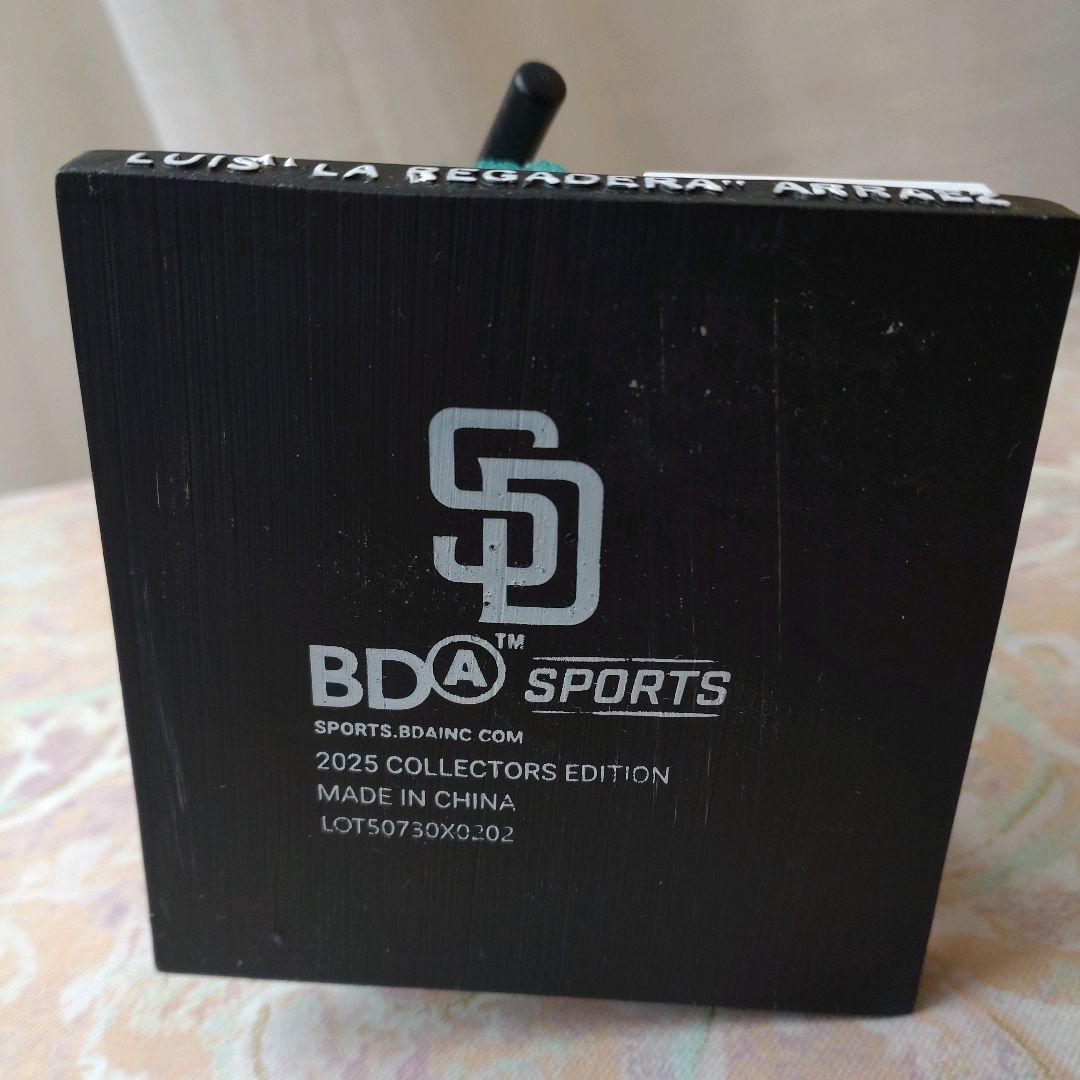 LUIS "LA REGADERA" ARRAEZ
SD
BDA™ SPORTS
SPORTS.BDAINC.COM
2025 COLLECTORS EDITION
MADE IN CHINA
LOT50730X0202